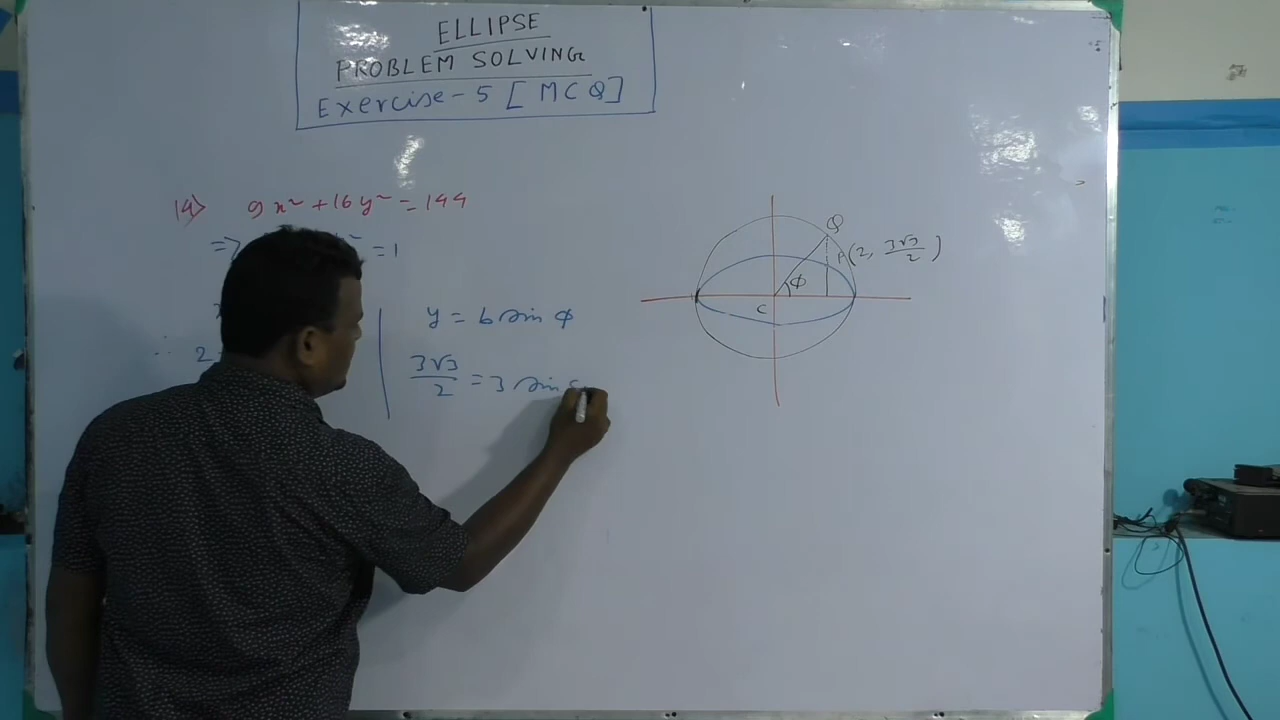 ELLIPSE
PROBLEM SOLVING
Exercise-5 [MCQ]
14> 9x² + 16y² = 144
=> = 1
y = b sin φ
∴ 2
3√3/2 = 3 sin
Q
(2, 3√3/2)
φ
C